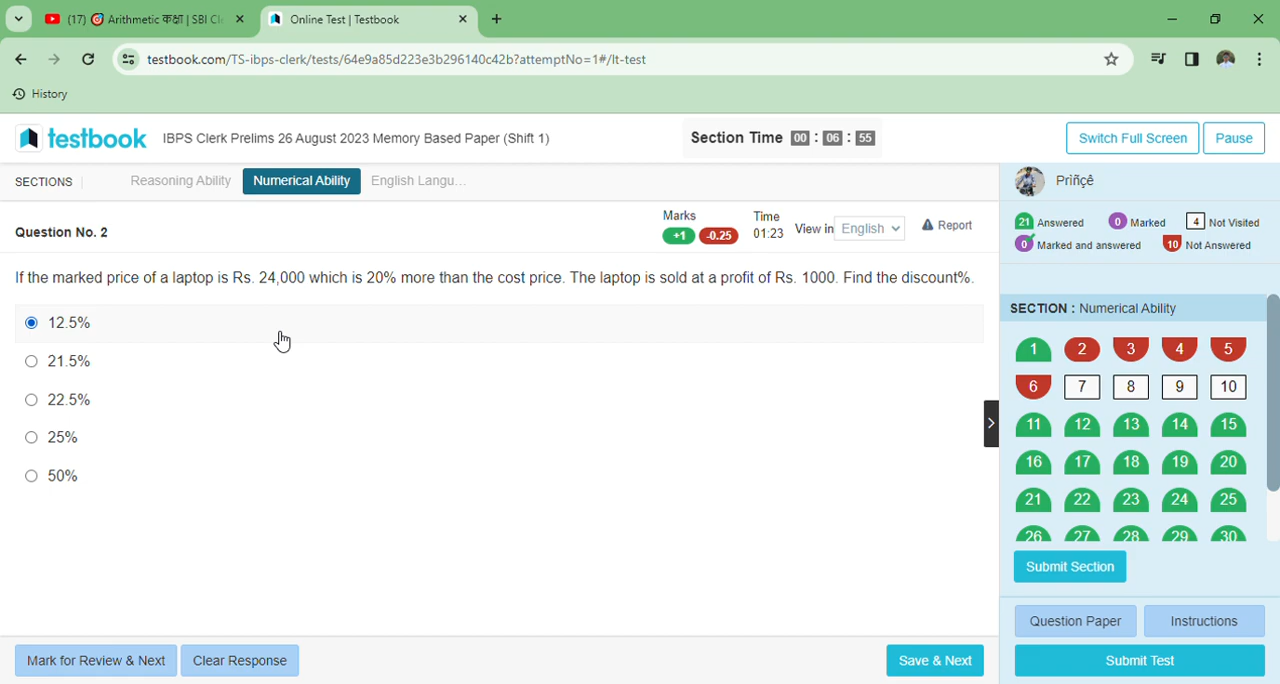 (17) 🎯 Arithmetic कक्षा | SBI Cl
Online Test | Testbook
testbook.com/TS-ibps-clerk/tests/64e9a85d223e3b296140c42b?attemptNo=1#/lt-test
History
testbook IBPS Clerk Prelims 26 August 2023 Memory Based Paper (Shift 1)
Section Time 00 : 06 : 55
Switch Full Screen Pause
SECTIONS Reasoning Ability Numerical Ability English Langu...
Prìñçê
Question No. 2
Marks +1 -0.25
Time 01:23
View in English
Report
21 Answered 0 Marked 4 Not Visited
0 Marked and answered 10 Not Answered
If the marked price of a laptop is Rs. 24,000 which is 20% more than the cost price. The laptop is sold at a profit of Rs. 1000. Find the discount%.
12.5%
21.5%
22.5%
25%
50%
SECTION : Numerical Ability
1 2 3 4 5
6 7 8 9 10
11 12 13 14 15
16 17 18 19 20
21 22 23 24 25
26 27 28 29 30
Submit Section
Question Paper Instructions
Mark for Review & Next Clear Response Save & Next Submit Test